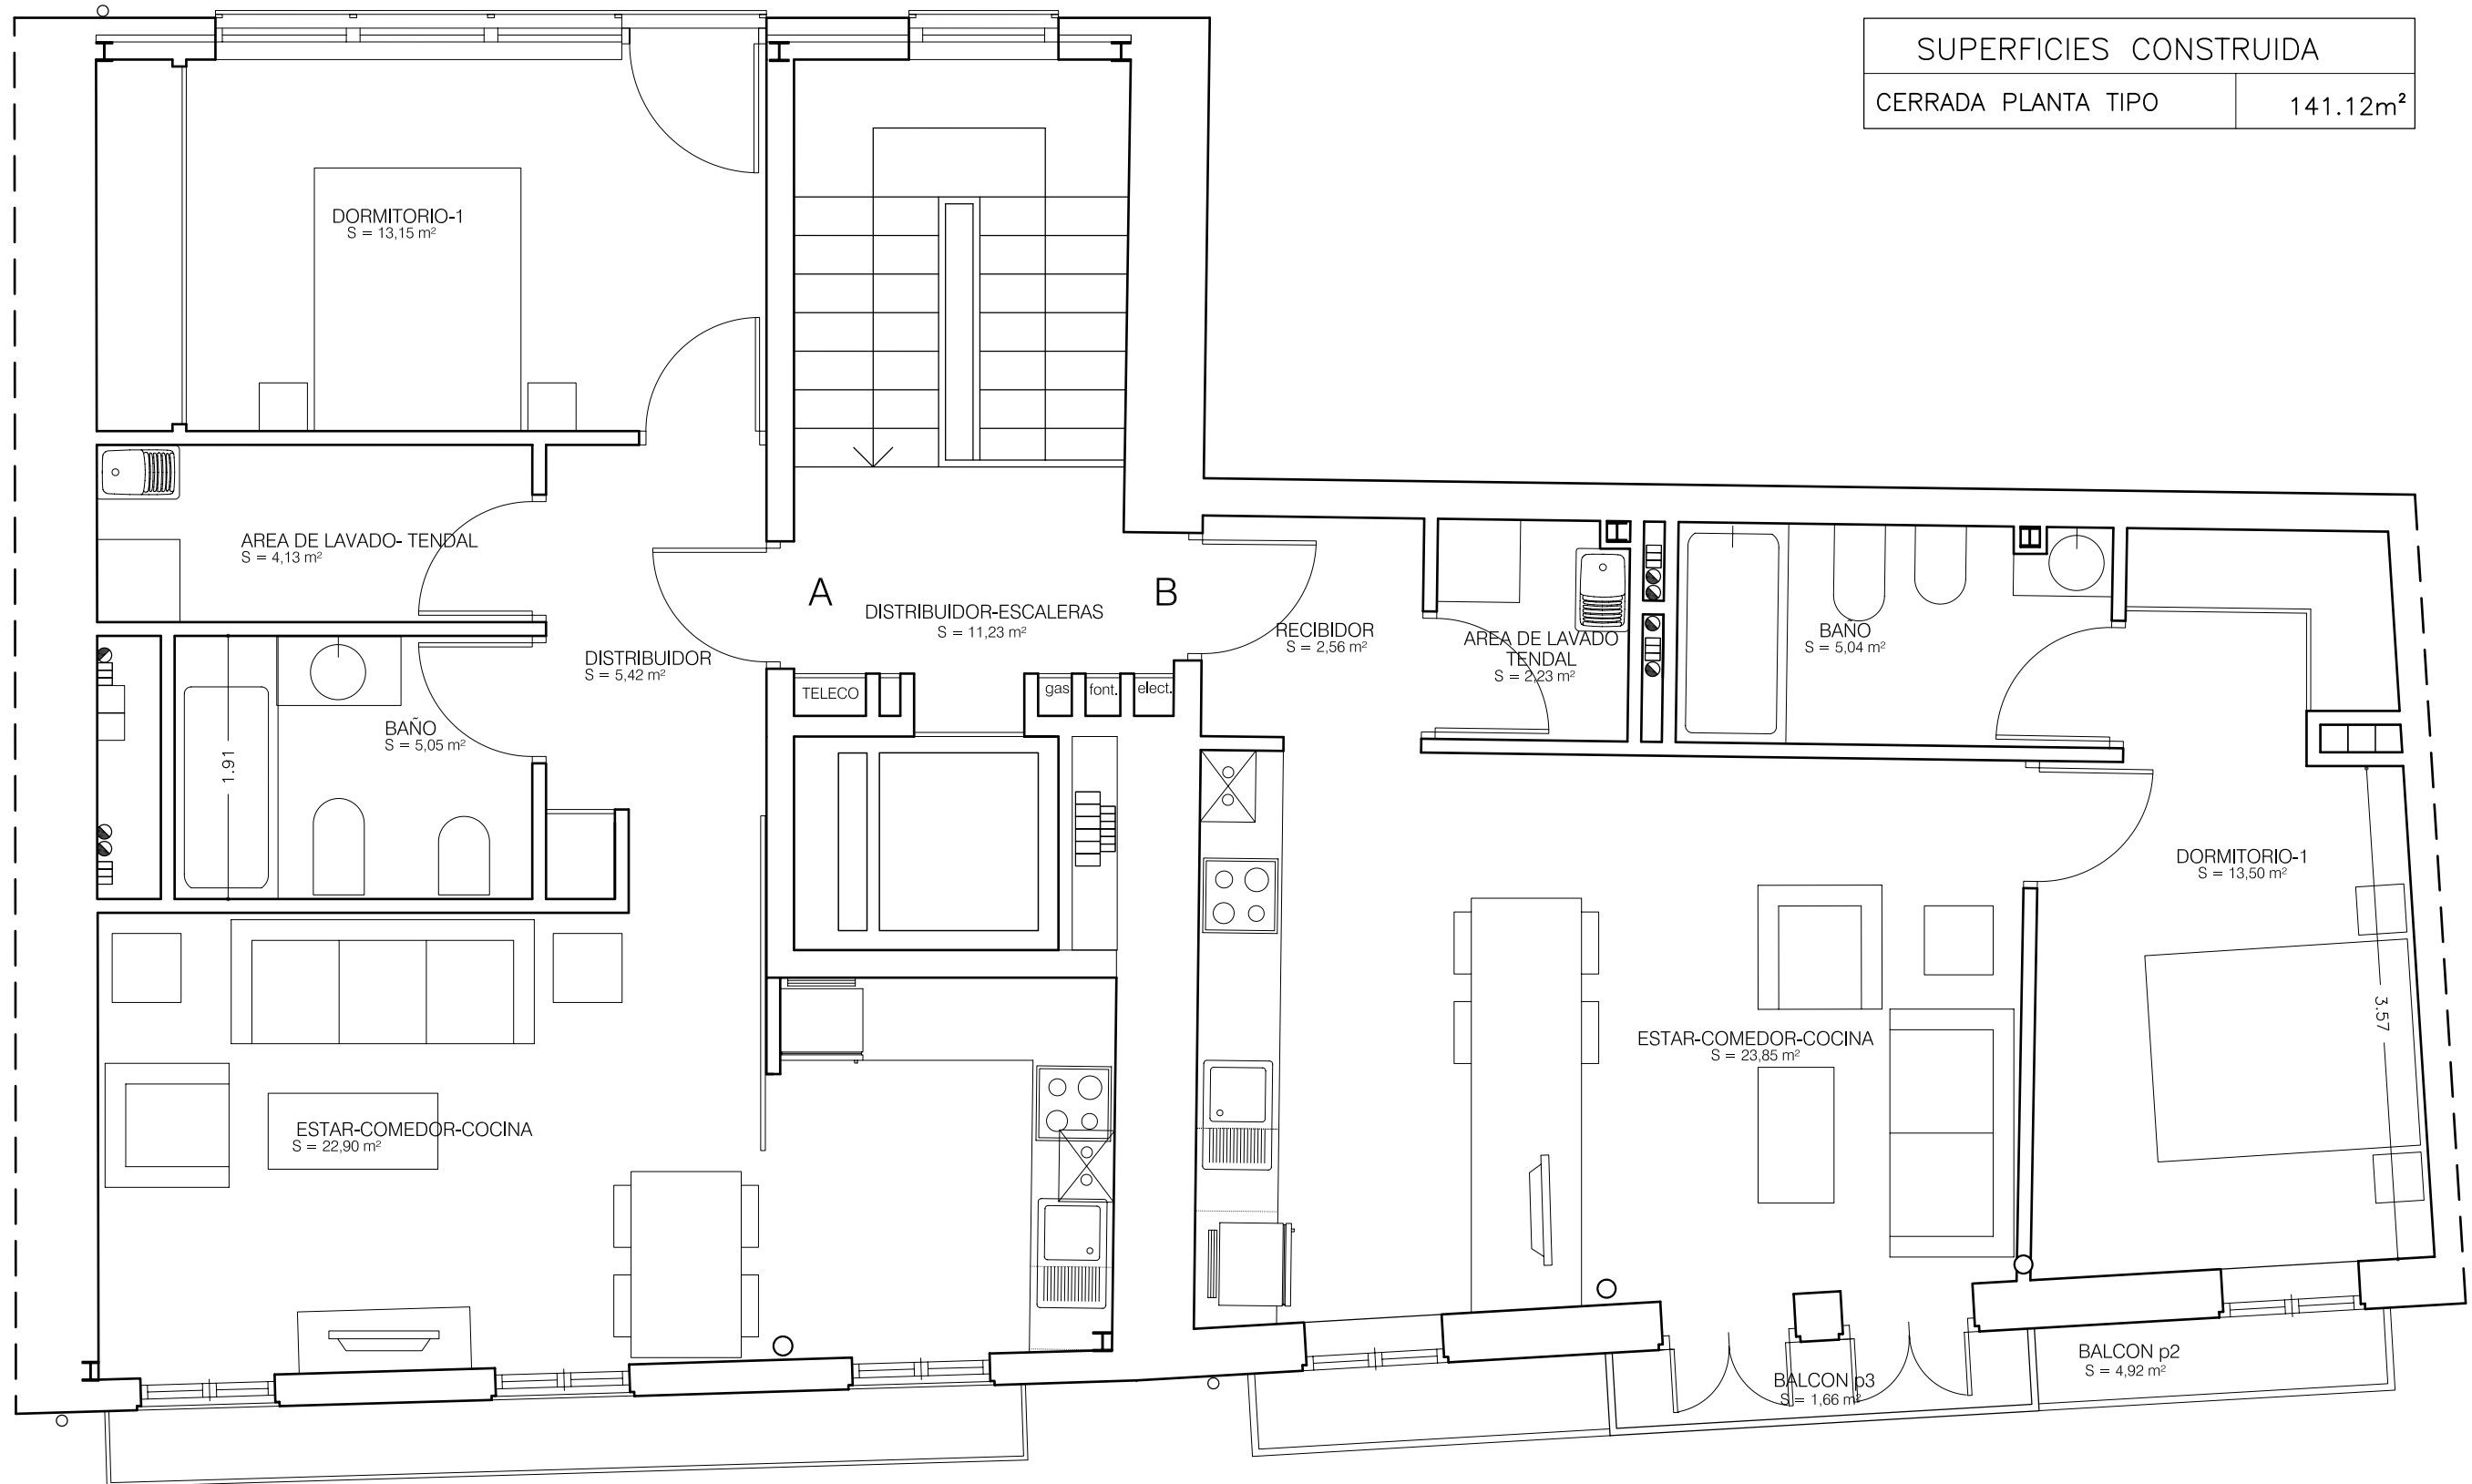 SUPERFICIES CONSTRUIDA
CERRADA PLANTA TIPO 141.12m²
DORMITORIO-1
S = 13,15 m²
AREA DE LAVADO- TENDAL
S = 4,13 m²
A
B
DISTRIBUIDOR-ESCALERAS
S = 11,23 m²
RECIBIDOR
S = 2,56 m²
AREA DE LAVADO
TENDAL
S = 2,23 m²
BAÑO
S = 5,04 m²
DISTRIBUIDOR
S = 5,42 m²
TELECO
gas
font.
elect.
BAÑO
S = 5,05 m²
1.91
DORMITORIO-1
S = 13,50 m²
3.57
ESTAR-COMEDOR-COCINA
S = 23,85 m²
ESTAR-COMEDOR-COCINA
S = 22,90 m²
BALCON p2
S = 4,92 m²
BALCON p3
S = 1,66 m²